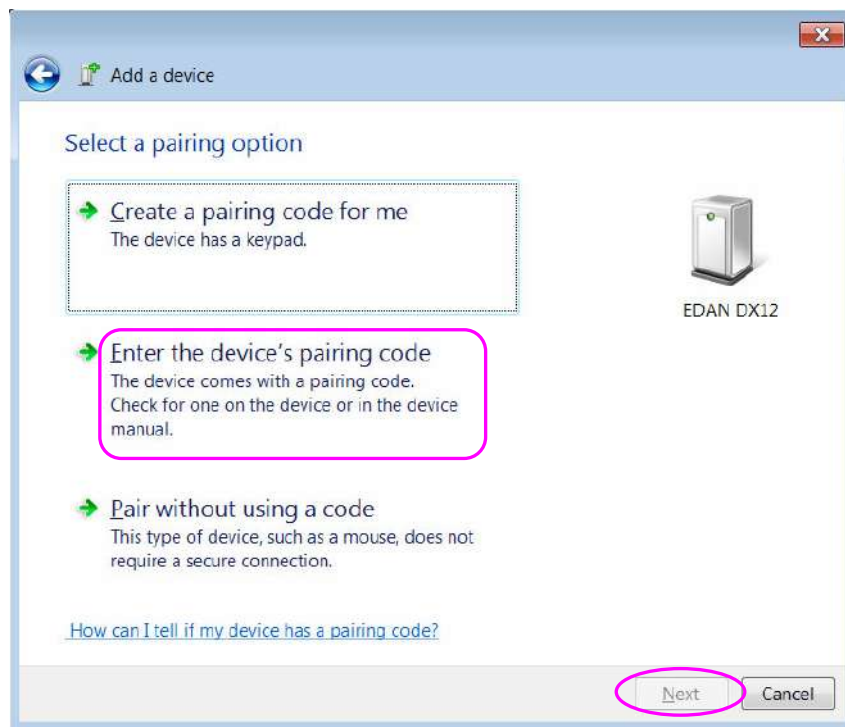 Add a device
Select a pairing option
Create a pairing code for me
The device has a keypad.
EDAN DX12
Enter the device's pairing code
The device comes with a pairing code.
Check for one on the device or in the device
manual.
Pair without using a code
This type of device, such as a mouse, does not
require a secure connection.
How can I tell if my device has a pairing code?
Next Cancel